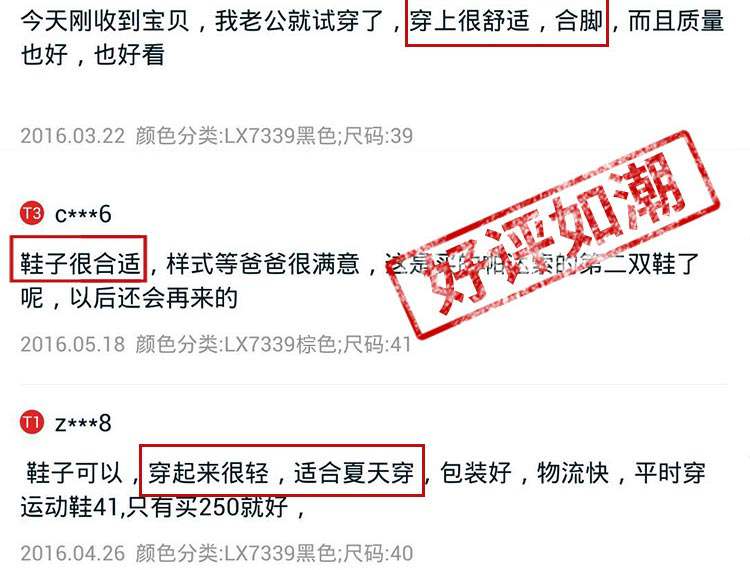 今天刚收到宝贝，我老公就试穿了，穿上很舒适，合脚，而且质量
也好，也好看
2016.03.22 颜色分类:LX7339黑色;尺码:39
T3 c***6
好评如潮
鞋子很合适，样式等爸爸很满意，这是买的帕达索的第二双鞋了
呢，以后还会再来的
2016.05.18 颜色分类:LX7339棕色;尺码:41
T1 z***8
鞋子可以，穿起来很轻，适合夏天穿，包装好，物流快，平时穿
运动鞋41,只有买250就好，
2016.04.26 颜色分类:LX7339黑色;尺码:40